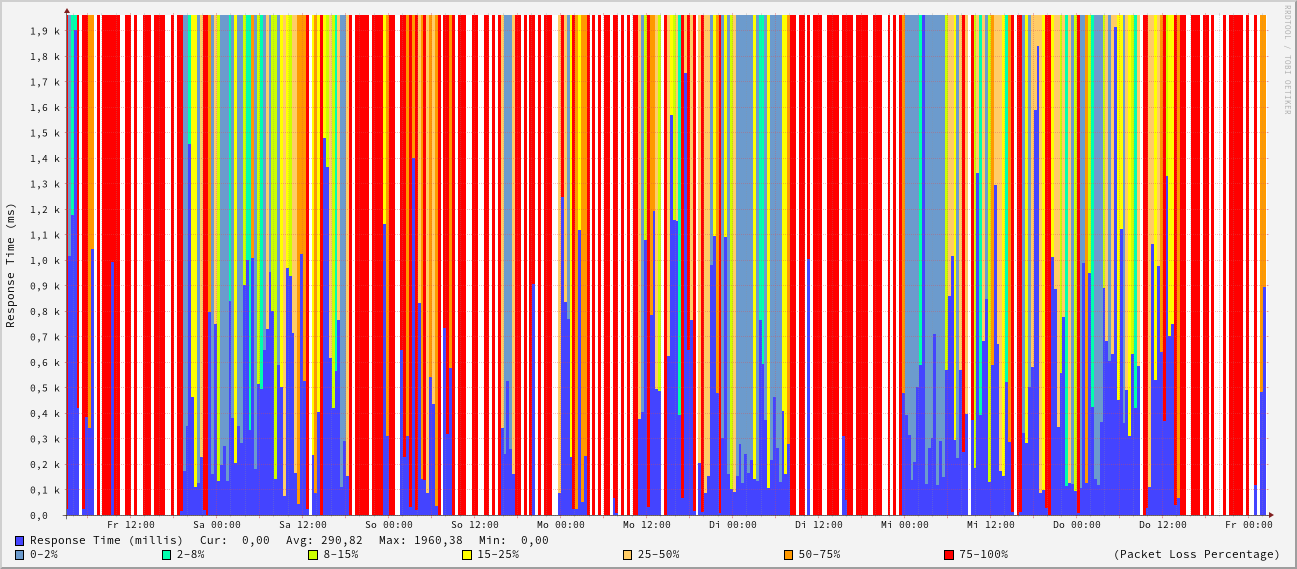 RRDTOOL / TOBI OETIKER
Response Time (ms)
1,9 k
1,8 k
1,7 k
1,6 k
1,5 k
1,4 k
1,3 k
1,2 k
1,1 k
1,0 k
0,9 k
0,8 k
0,7 k
0,6 k
0,5 k
0,4 k
0,3 k
0,2 k
0,1 k
0,0
Fr 12:00 Sa 00:00 Sa 12:00 So 00:00 So 12:00 Mo 00:00 Mo 12:00 Di 00:00 Di 12:00 Mi 00:00 Mi 12:00 Do 00:00 Do 12:00 Fr 00:00
Response Time (millis) Cur: 0,00 Avg: 290,82 Max: 1960,38 Min: 0,00
0-2% 2-8% 8-15% 15-25% 25-50% 50-75% 75-100% (Packet Loss Percentage)